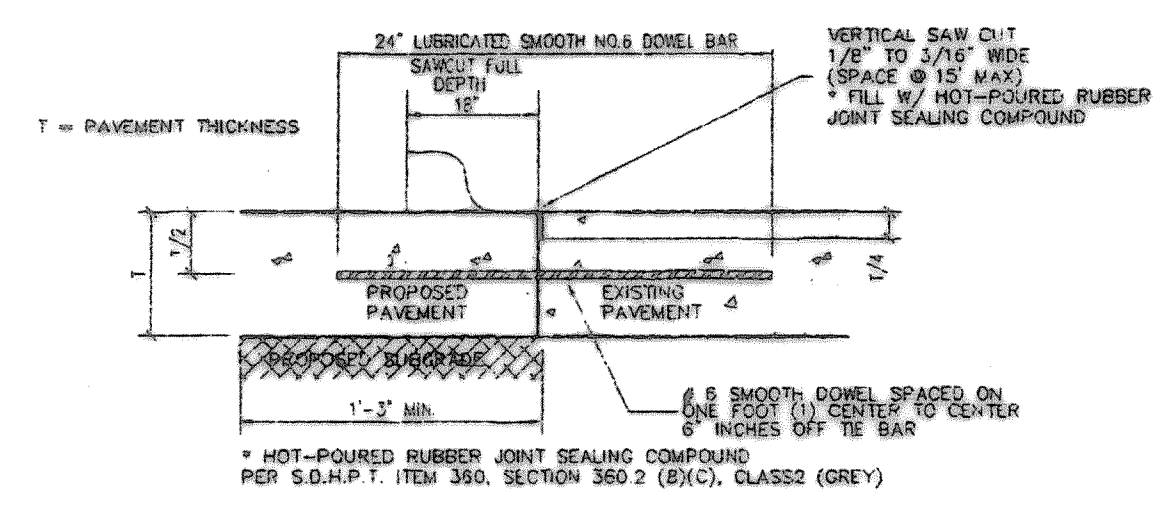 24" LUBRICATED SMOOTH NO.6 DOWEL BAR
SAWCUT FULL
DEPTH
18"
VERTICAL SAW CUT
1/8" TO 3/16" WIDE
(SPACE @ 15' MAX)
* FILL W/ HOT-POURED RUBBER
JOINT SEALING COMPOUND
T = PAVEMENT THICKNESS
T
T/2
T/4
PROPOSED
PAVEMENT
EXISTING
PAVEMENT
PROPOSED SUBGRADE
1'-3" MIN.
# 6 SMOOTH DOWEL SPACED ON
ONE FOOT (1) CENTER TO CENTER
6" INCHES OFF TIE BAR
* HOT-POURED RUBBER JOINT SEALING COMPOUND
PER S.D.H.P.T. ITEM 360, SECTION 360.2 (B)(C), CLASS2 (GREY)